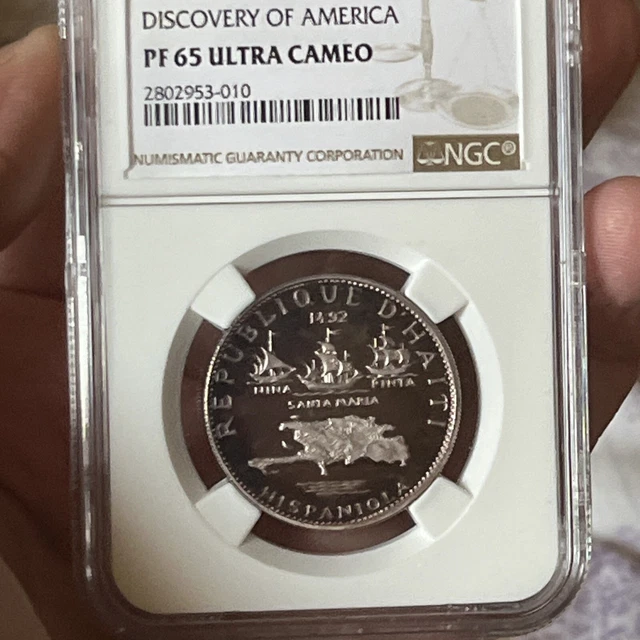 DISCOVERY OF AMERICA
PF 65 ULTRA CAMEO
2802953-010
NUMISMATIC GUARANTY CORPORATION
NGC®
REPUBLIQUE D'HAITI
1492
NINA
PINTA
SANTA MARIA
HISPANIOLA